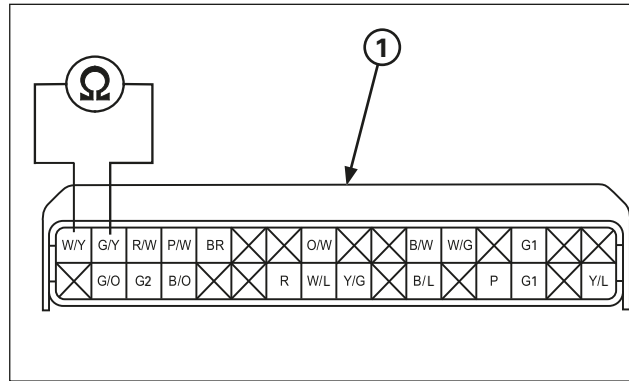 1
Ω
W/Y G/Y R/W P/W BR O/W B/W W/G G1
G/O G2 B/O R W/L Y/G B/L P G1 Y/L